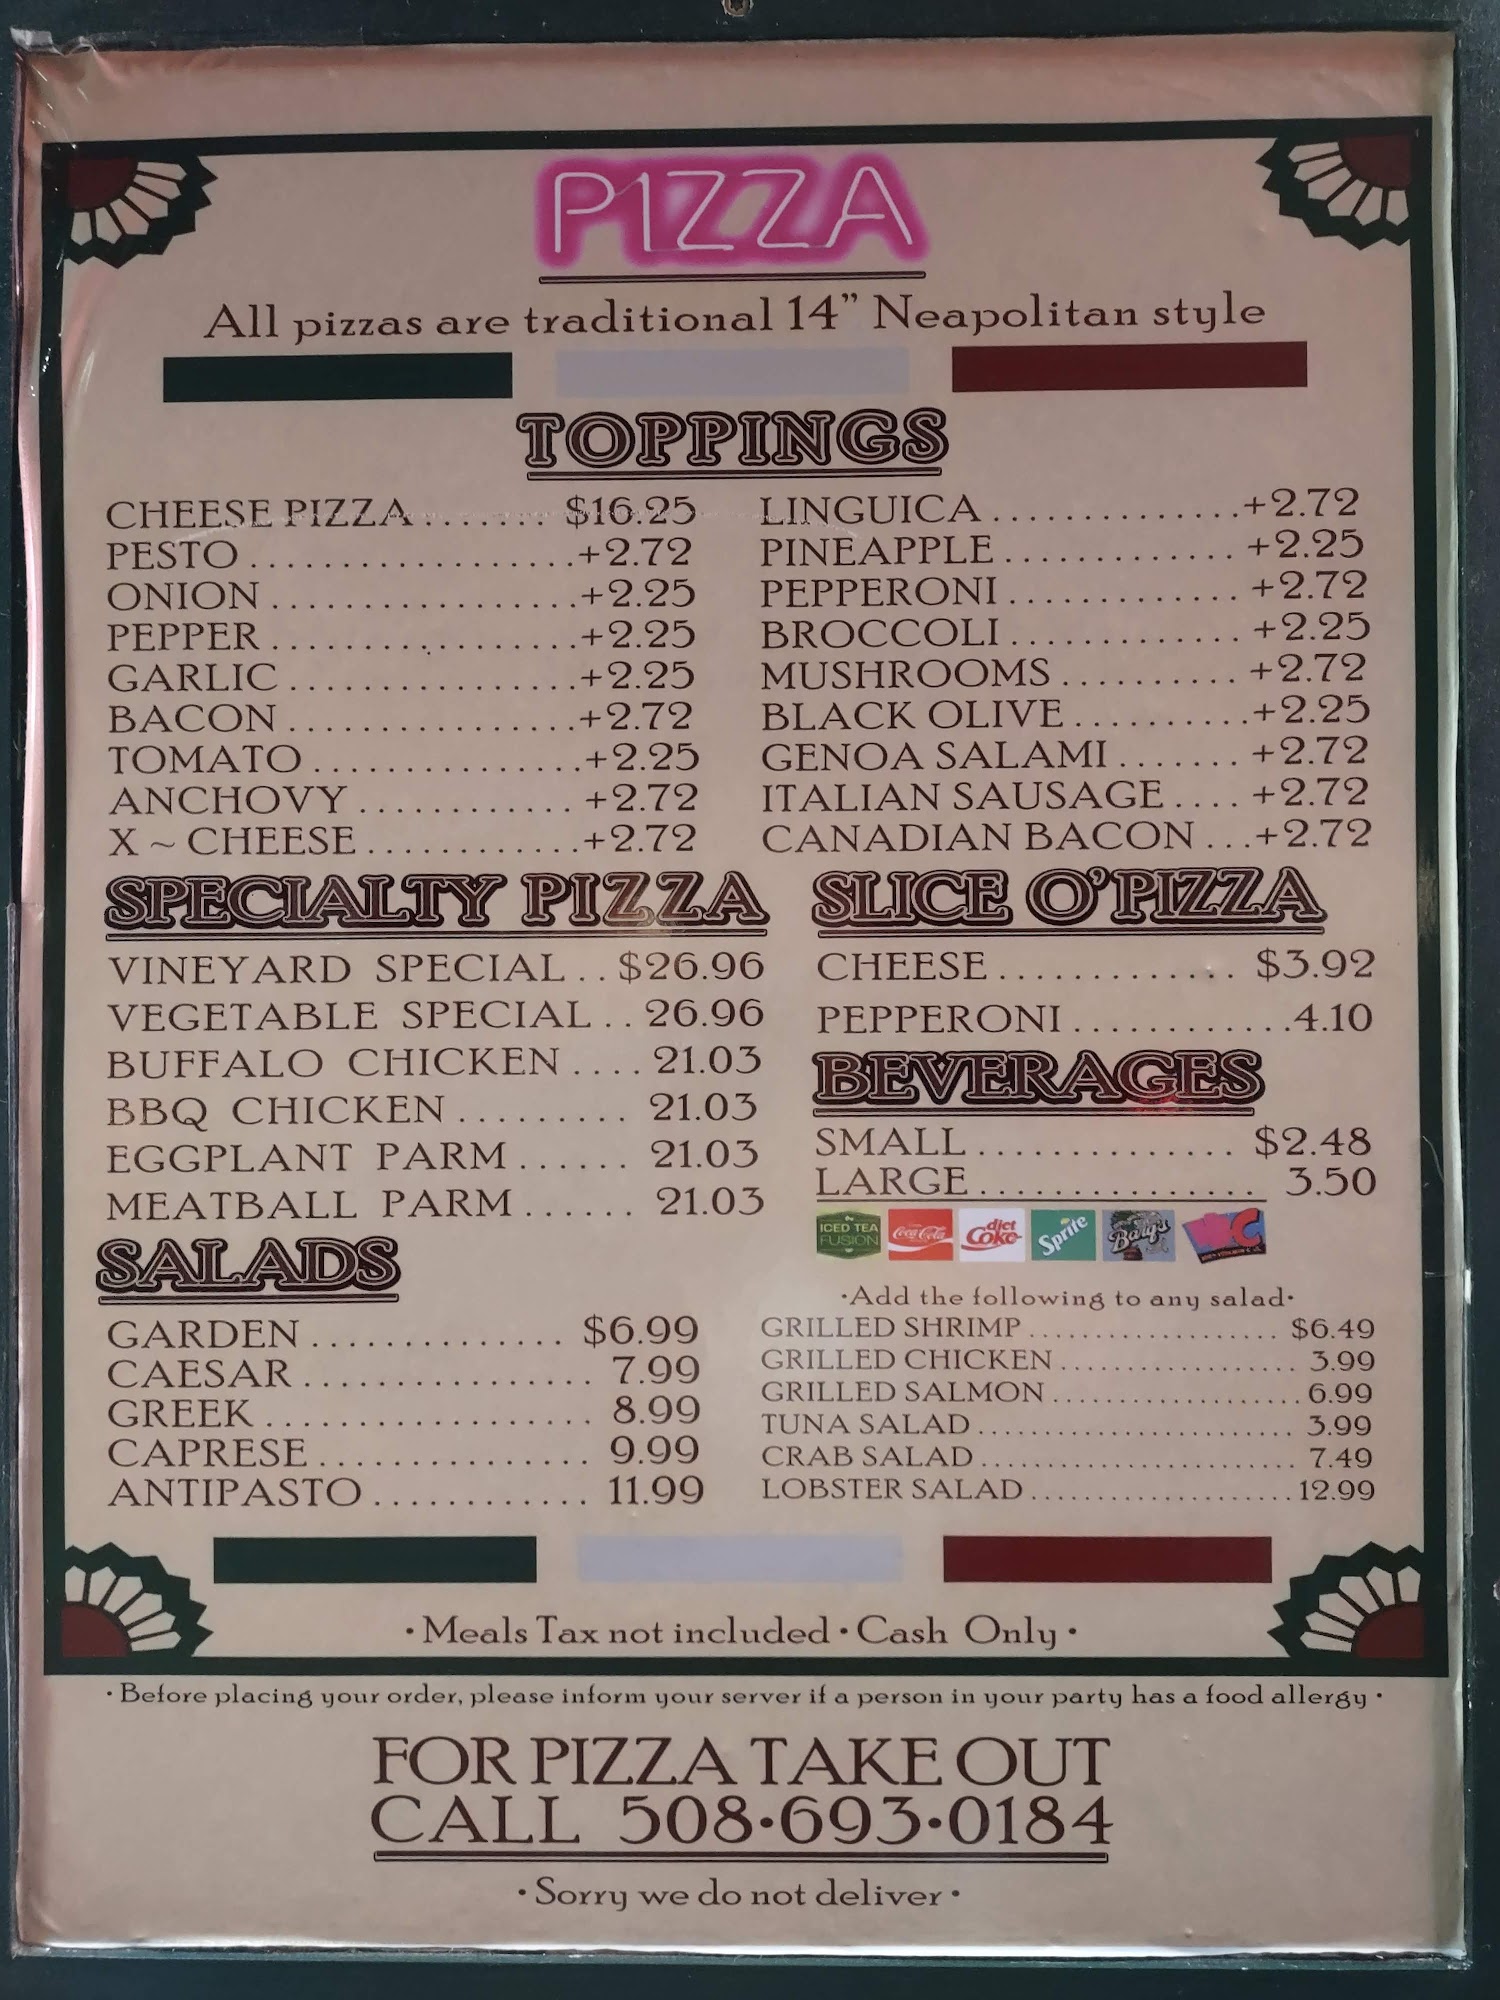 PIZZA
All pizzas are traditional 14” Neapolitan style
TOPPINGS
CHEESE PIZZA ....... $16.25
PESTO ..................+2.72
ONION .................+2.25
PEPPER .................+2.25
GARLIC ................+2.25
BACON ................+2.72
TOMATO ...............+2.25
ANCHOVY ............ +2.72
X ~ CHEESE ............+2.72
LINGUICA ..............+2.72
PINEAPPLE ............. +2.25
PEPPERONI ............. +2.72
BROCCOLI ............. +2.25
MUSHROOMS .......... +2.72
BLACK OLIVE ..........+2.25
GENOA SALAMI ....... +2.72
ITALIAN SAUSAGE .... +2.72
CANADIAN BACON ...+2.72
SPECIALTY PIZZA
VINEYARD SPECIAL .. $26.96
VEGETABLE SPECIAL .. 26.96
BUFFALO CHICKEN .... 21.03
BBQ CHICKEN ......... 21.03
EGGPLANT PARM ...... 21.03
MEATBALL PARM ...... 21.03
SLICE O’PIZZA
CHEESE ............. $3.92
PEPPERONI ............4.10
BEVERAGES
SMALL .............. $2.48
LARGE ............... 3.50
ICED TEA
FUSION
Coca-Cola
diet
Coke
Sprite
Barq's
C
SALADS
GARDEN .............. $6.99
CAESAR ................ 7.99
GREEK .................. 8.99
CAPRESE ............... 9.99
ANTIPASTO ............ 11.99
•Add the following to any salad•
GRILLED SHRIMP ................... $6.49
GRILLED CHICKEN .................. 3.99
GRILLED SALMON ................... 6.99
TUNA SALAD ........................ 3.99
CRAB SALAD ........................ 7.49
LOBSTER SALAD ....................12.99
• Meals Tax not included • Cash Only •
• Before placing your order, please inform your server if a person in your party has a food allergy •
FOR PIZZA TAKE OUT
CALL 508•693•0184
• Sorry we do not deliver •